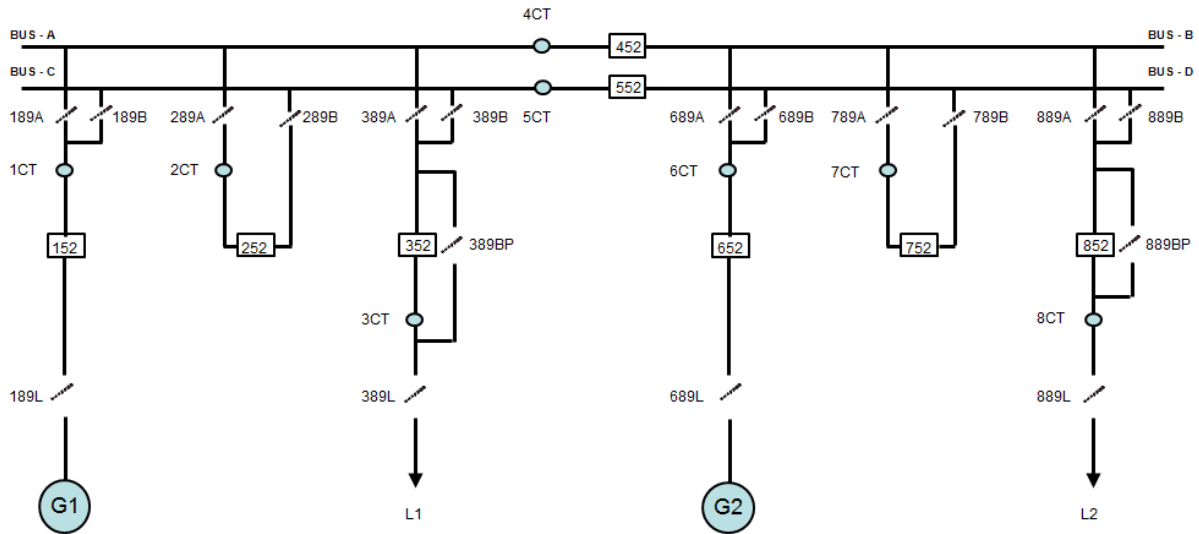 4CT
BUS - A
452
BUS - B
BUS - C
552
BUS - D
189A
189B
289A
289B
389A
389B
5CT
689A
689B
789A
789B
889A
889B
1CT
2CT
6CT
7CT
152
252
352
389BP
652
752
852
889BP
3CT
8CT
189L
389L
689L
889L
G1
L1
G2
L2